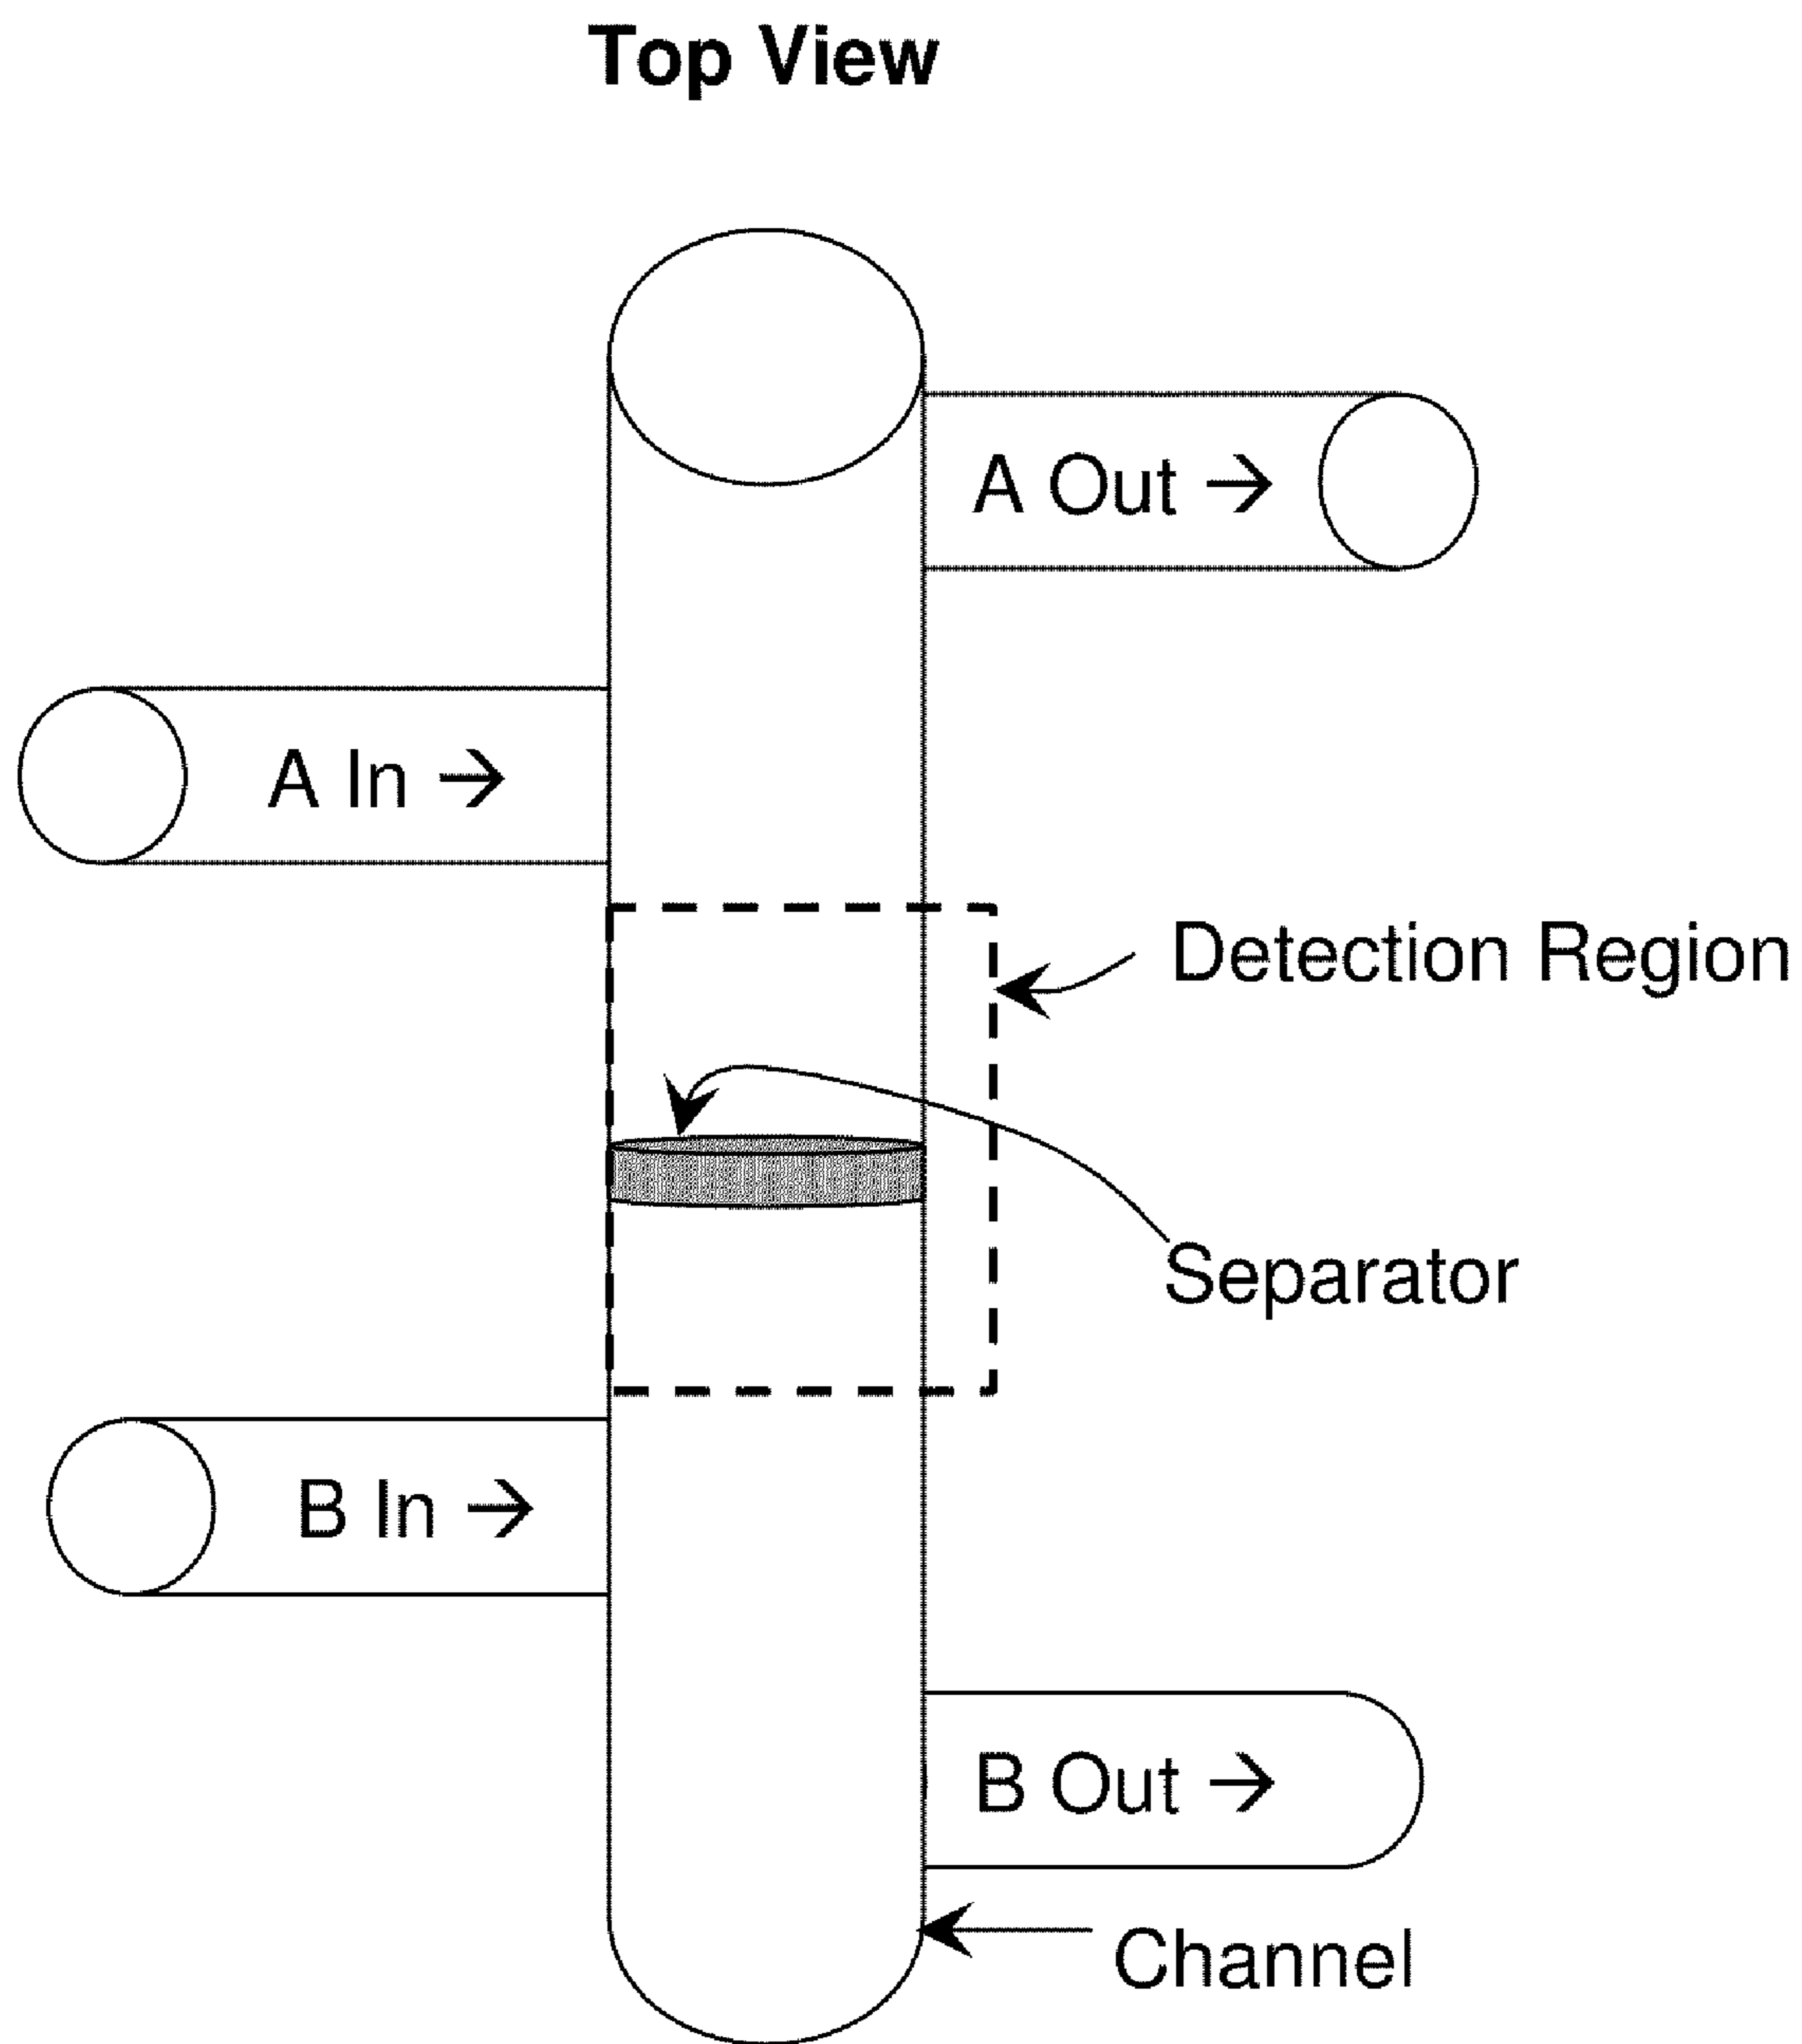 Top View
A Out →
A In →
Detection Region
Separator
B In →
B Out →
Channel